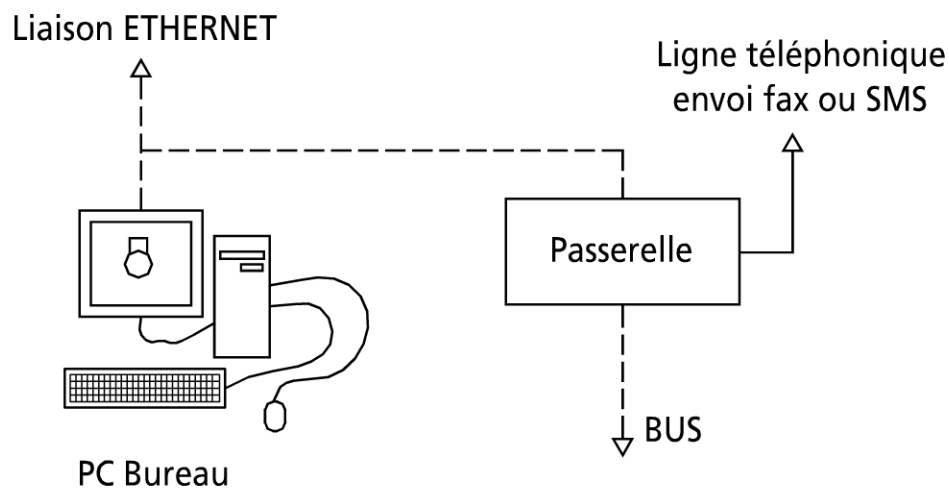 Liaison ETHERNET
Ligne téléphonique
envoi fax ou SMS
Passerelle
BUS
PC Bureau